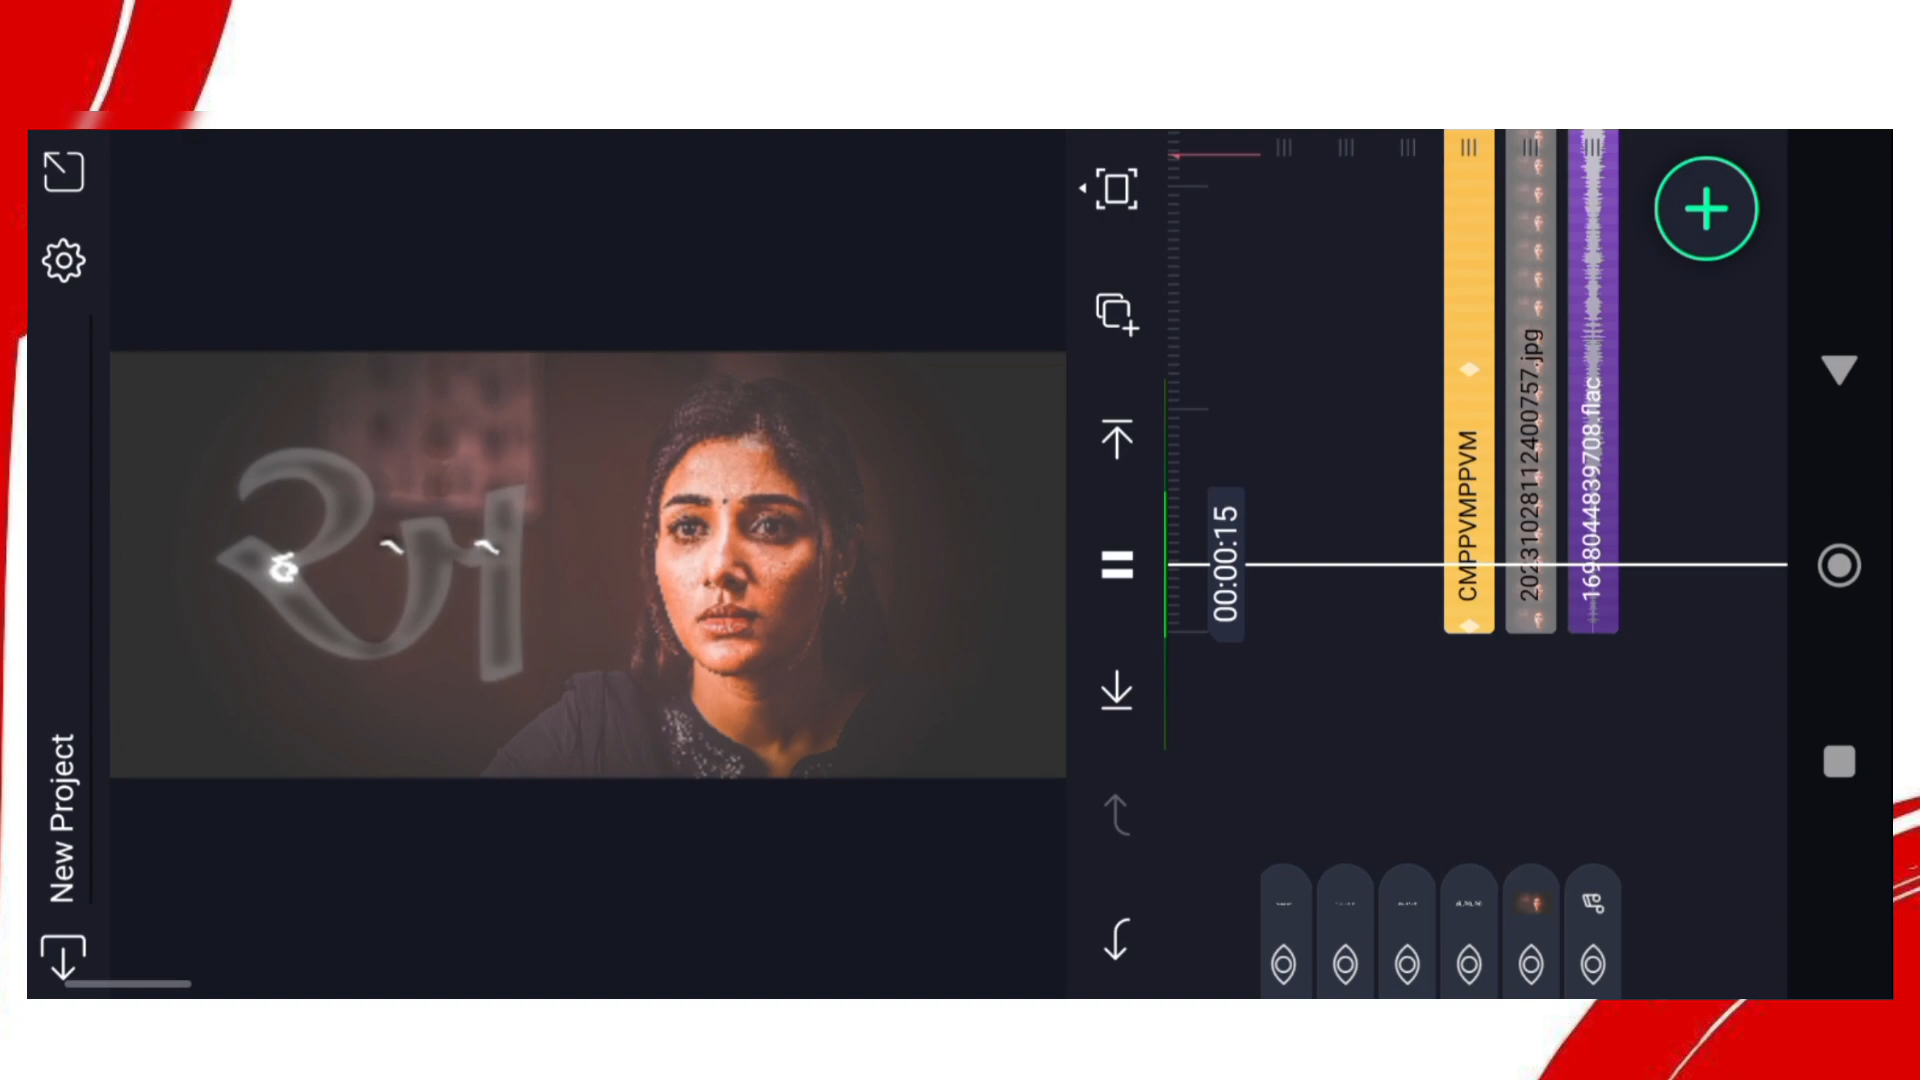 New Project
અ
00:00:15
CMPPVMPPVM
20231028112400757.jpg
1698044839708.flac